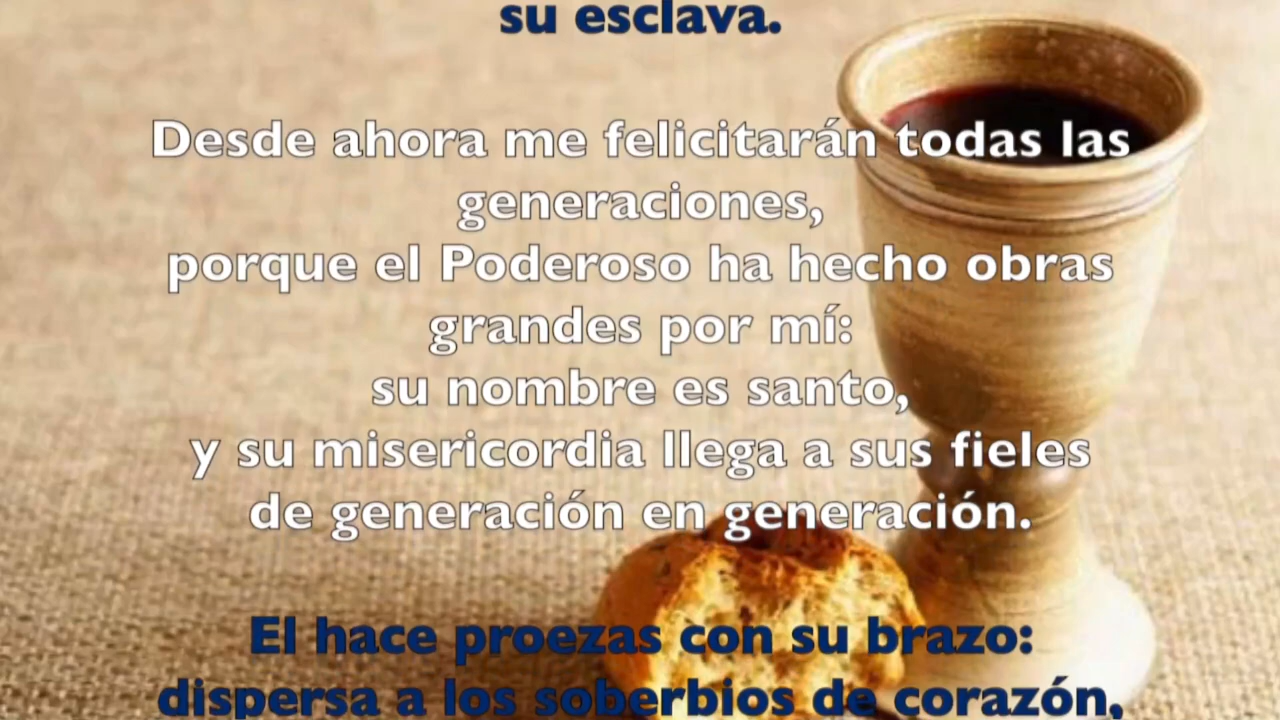 su esclava.
Desde ahora me felicitarán todas las
generaciones,
porque el Poderoso ha hecho obras
grandes por mí:
su nombre es santo,
y su misericordia llega a sus fieles
de generación en generación.
El hace proezas con su brazo:
dispersa a los soberbios de corazón,